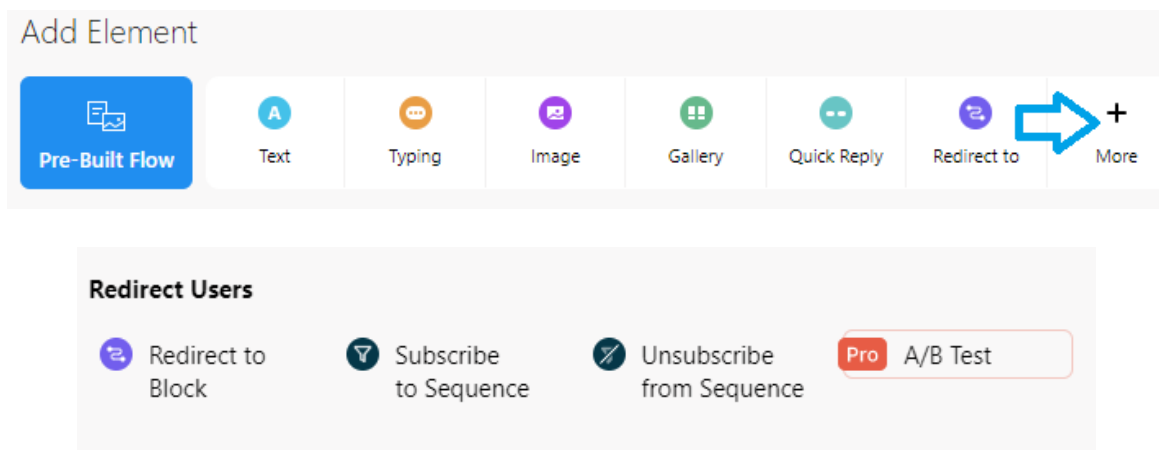 Add Element
Pre-Built Flow
A
Text
Typing
Image
Gallery
Quick Reply
Redirect to
+
More
Redirect Users
Redirect to
Block
Subscribe
to Sequence
Unsubscribe
from Sequence
Pro A/B Test